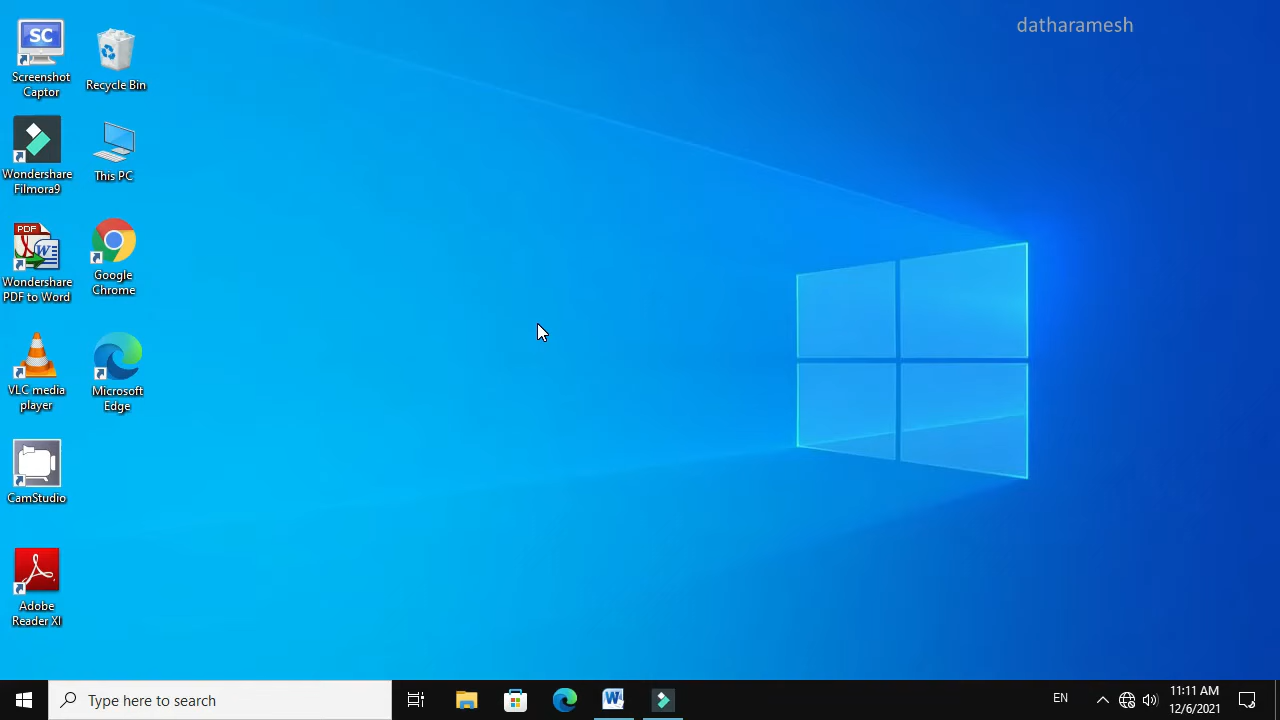 datharamesh
SC
Screenshot
Captor
Recycle Bin
Wondershare
Filmora9
This PC
PDF
W
Wondershare
PDF to Word
Google
Chrome
VLC media
player
Microsoft
Edge
CamStudio
Adobe
Reader XI
Type here to search
W
EN
11:11 AM
12/6/2021